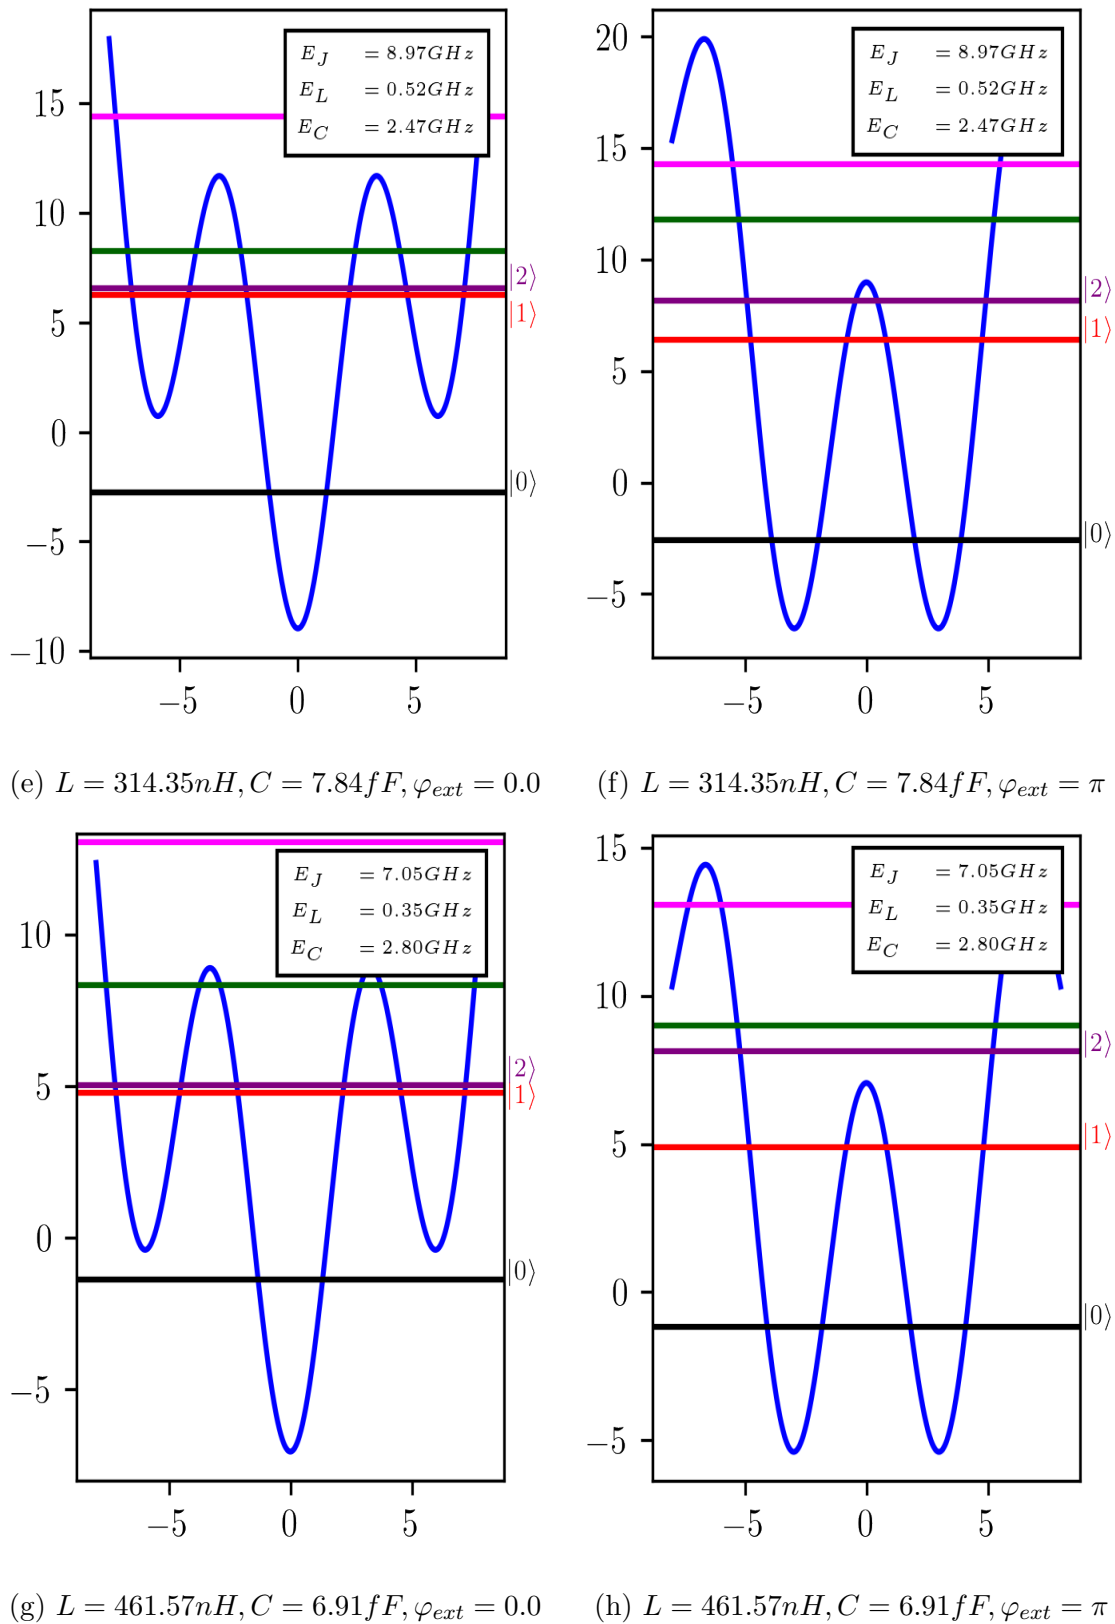 E_J = 8.97GHz
E_L = 0.52GHz
E_C = 2.47GHz
15
10
5
0
−5
−10
|2⟩
|1⟩
|0⟩
−5 0 5
(e) L = 314.35nH, C = 7.84fF, φ_ext = 0.0
E_J = 8.97GHz
E_L = 0.52GHz
E_C = 2.47GHz
20
15
10
5
0
−5
|2⟩
|1⟩
|0⟩
−5 0 5
(f) L = 314.35nH, C = 7.84fF, φ_ext = π
E_J = 7.05GHz
E_L = 0.35GHz
E_C = 2.80GHz
10
5
0
−5
|2⟩
|1⟩
|0⟩
−5 0 5
(g) L = 461.57nH, C = 6.91fF, φ_ext = 0.0
E_J = 7.05GHz
E_L = 0.35GHz
E_C = 2.80GHz
15
10
5
0
−5
|2⟩
|1⟩
|0⟩
−5 0 5
(h) L = 461.57nH, C = 6.91fF, φ_ext = π